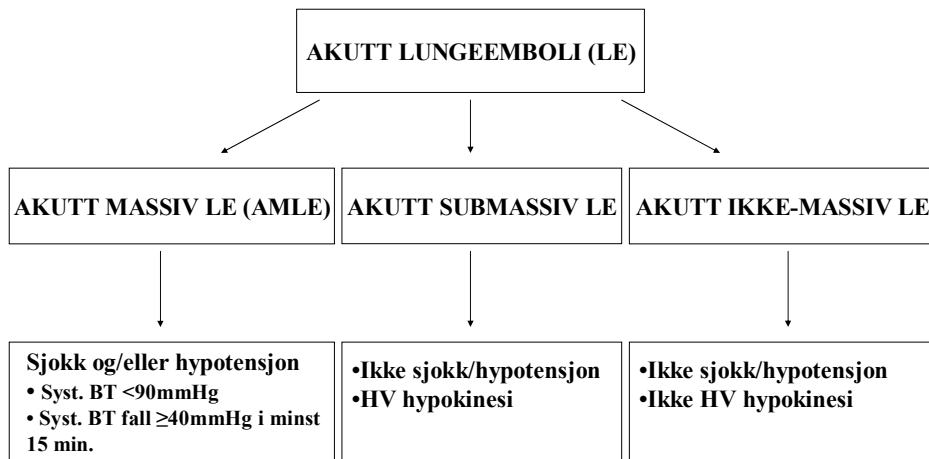 AKUTT LUNGEEMBOLI (LE)
AKUTT MASSIV LE (AMLE)
AKUTT SUBMASSIV LE
AKUTT IKKE-MASSIV LE
Sjokk og/eller hypotensjon
• Syst. BT <90mmHg
• Syst. BT fall ≥40mmHg i minst
15 min.
•Ikke sjokk/hypotensjon
•HV hypokinesi
•Ikke sjokk/hypotensjon
•Ikke HV hypokinesi